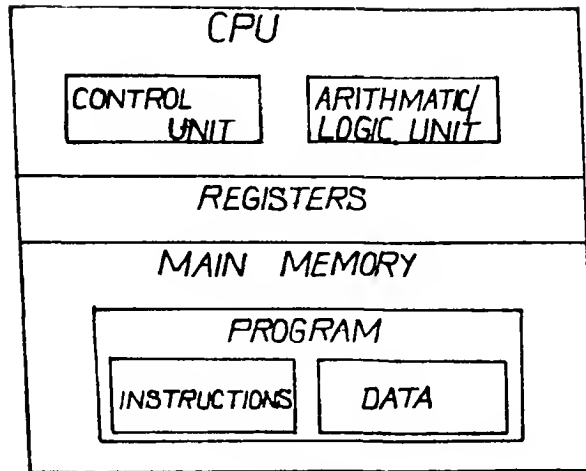 CPU
CONTROL
UNIT
ARITHMATIC/
LOGIC UNIT
REGISTERS
MAIN MEMORY
PROGRAM
INSTRUCTIONS
DATA